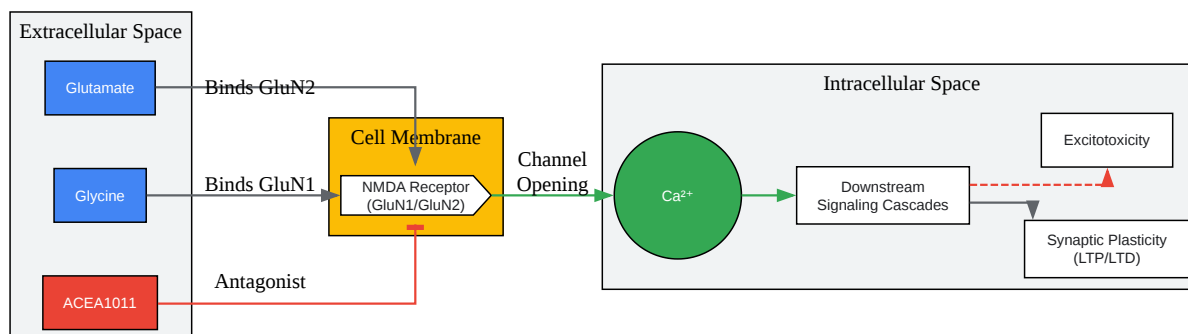 Extracellular Space
Glutamate
Glycine
ACEA1011
Binds GluN2
Binds GluN1
Antagonist
Cell Membrane
NMDA Receptor
(GluN1/GluN2)
Channel
Opening
Intracellular Space
Ca²⁺
Downstream
Signaling Cascades
Excitotoxicity
Synaptic Plasticity
(LTP/LTD)